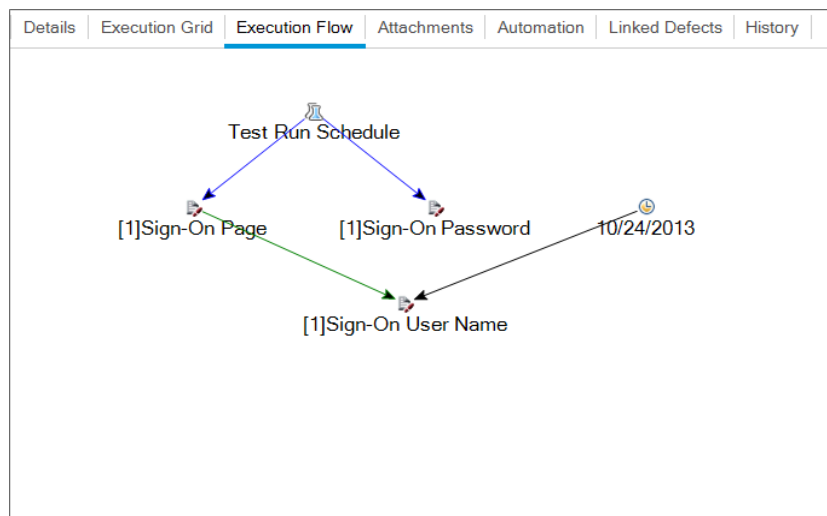 Details Execution Grid Execution Flow Attachments Automation Linked Defects History
Test Run Schedule
[1]Sign-On Page [1]Sign-On Password 10/24/2013
[1]Sign-On User Name